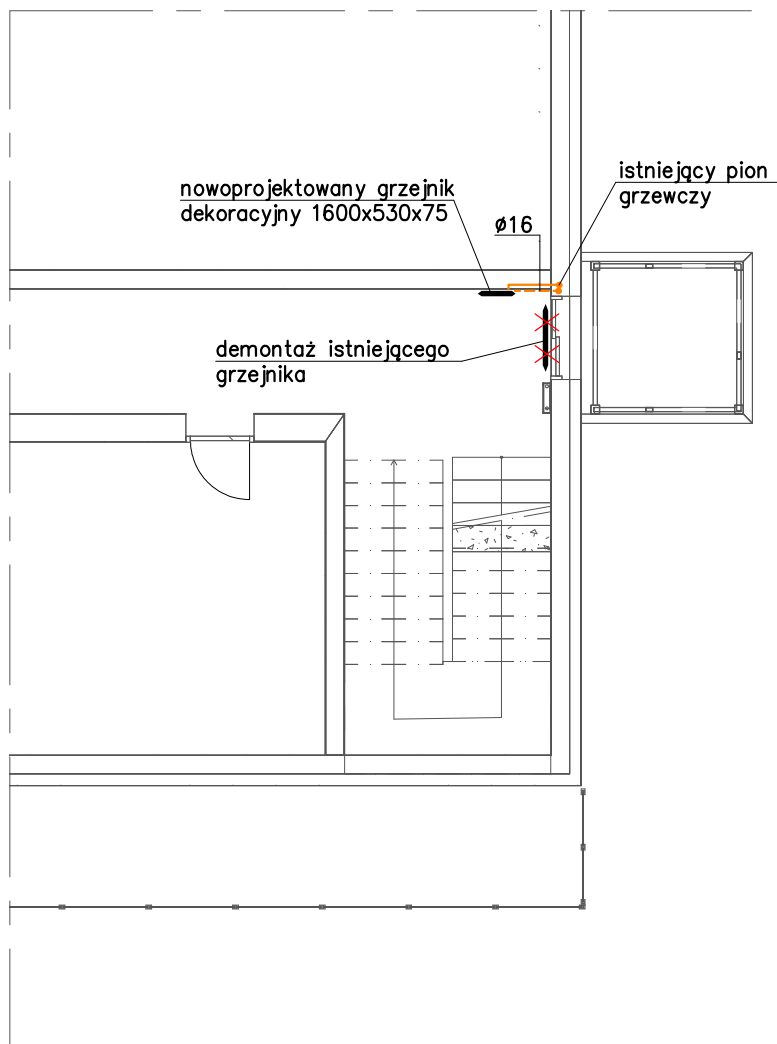 istniejący pion
grzewczy
nowoprojektowany grzejnik
dekoracyjny 1600x530x75
ø16
demontaż istniejącego
grzejnika